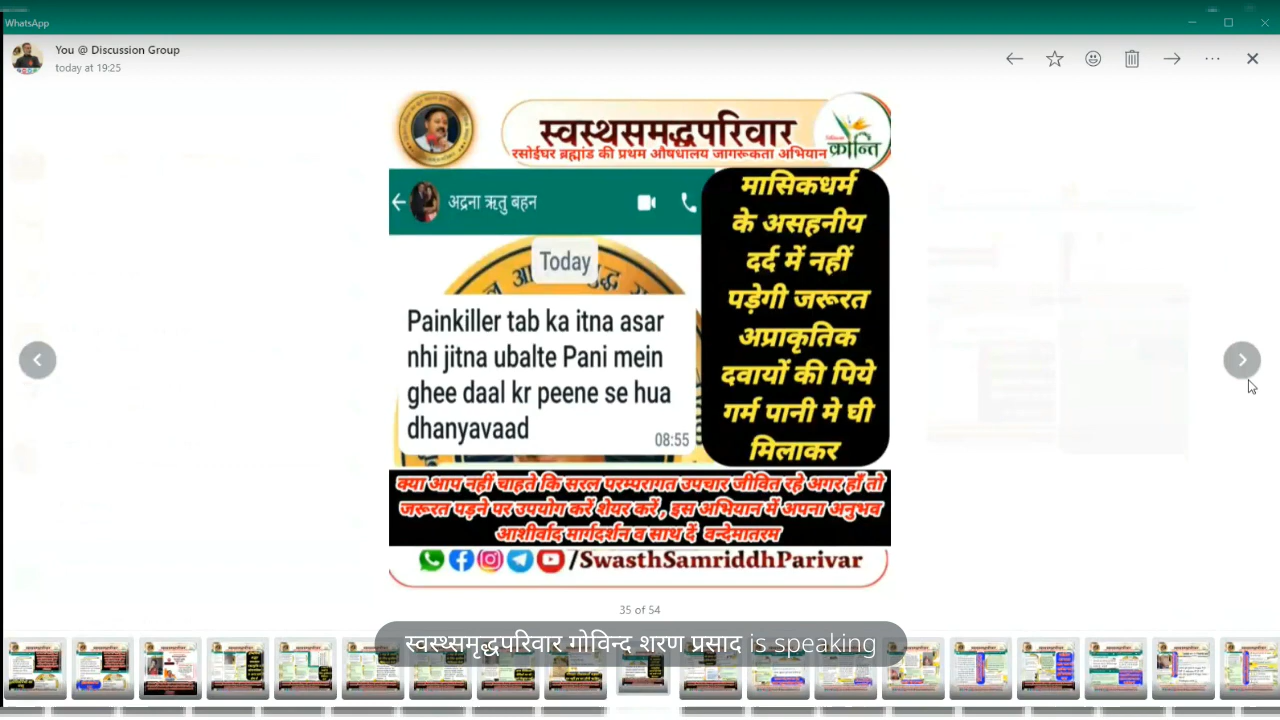 WhatsApp
You @ Discussion Group
today at 19:25
स्वस्थसमृद्धपरिवार
रसोईघर ब्रह्मांड की प्रथम औषधालय जागरूकता अभियान
क्रान्ति
अद्रना ऋतु बहन
Today
Painkiller tab ka itna asar
nhi jitna ubalte Pani mein
ghee daal kr peene se hua
dhanyavaad
08:55
मासिकधर्म
के असहनीय
दर्द में नहीं
पड़ेगी जरूरत
अप्राकृतिक
दवायों की पिये
गर्म पानी मे घी
मिलाकर
क्या आप नहीं चाहते कि सरल परम्परागत उपचार जीवित रहे अगर हाँ तो
जरूरत पड़ने पर उपयोग करें शेयर करें , इस अभियान में अपना अनुभव
आशीर्वाद मार्गदर्शन व साथ दें वन्देमातरम
/SwasthSamriddhParivar
35 of 54
स्वस्थ्समृद्धपरिवार गोविन्द शरण प्रसाद is speaking